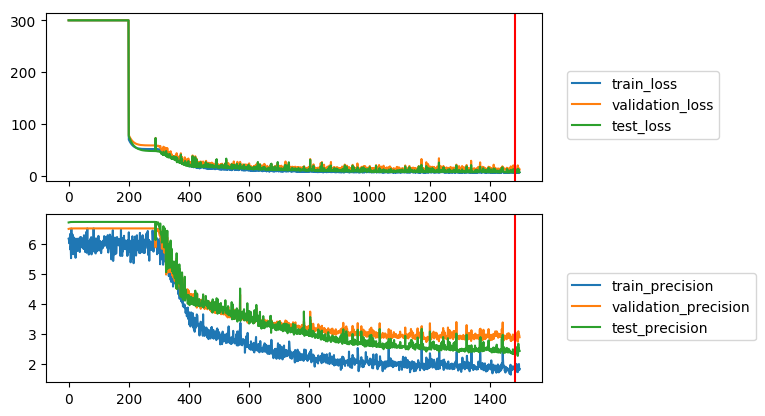 300
200
100
0
0 200 400 600 800 1000 1200 1400
train_loss
validation_loss
test_loss
6
5
4
3
2
0 200 400 600 800 1000 1200 1400
train_precision
validation_precision
test_precision